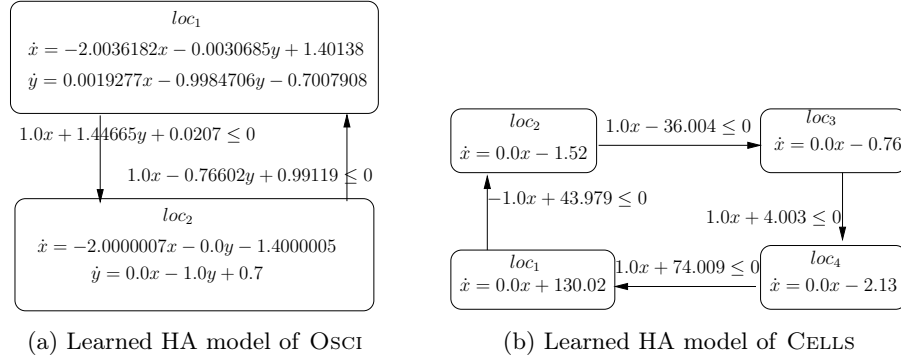 loc₁
ẋ = −2.0036182x − 0.0030685y + 1.40138
ẏ = 0.0019277x − 0.9984706y − 0.7007908
1.0x + 1.44665y + 0.0207 ≤ 0
1.0x − 0.76602y + 0.99119 ≤ 0
loc₂
ẋ = −2.0000007x − 0.0y − 1.4000005
ẏ = 0.0x − 1.0y + 0.7
(a) Learned HA model of OSCI
loc₂
ẋ = 0.0x − 1.52
1.0x − 36.004 ≤ 0
loc₃
ẋ = 0.0x − 0.76
−1.0x + 43.979 ≤ 0
1.0x + 4.003 ≤ 0
loc₁
ẋ = 0.0x + 130.02
1.0x + 74.009 ≤ 0
loc₄
ẋ = 0.0x − 2.13
(b) Learned HA model of CELLS